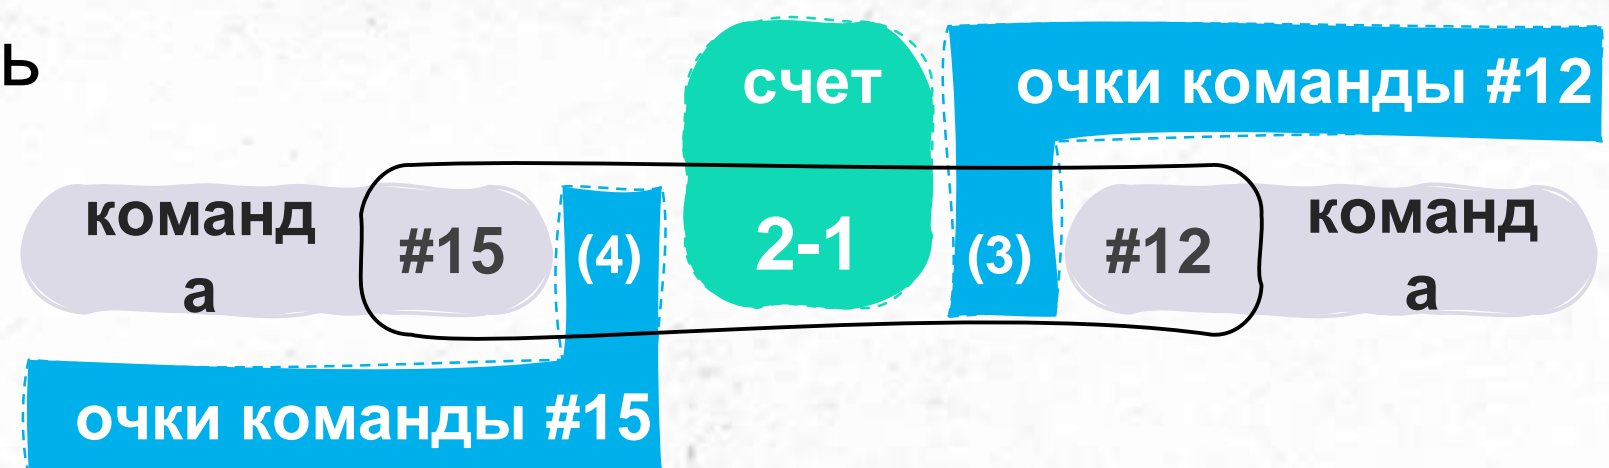 ь
счет
очки команды #12
команд
а
#15
(4)
2-1
(3)
#12
команд
а
очки команды #15